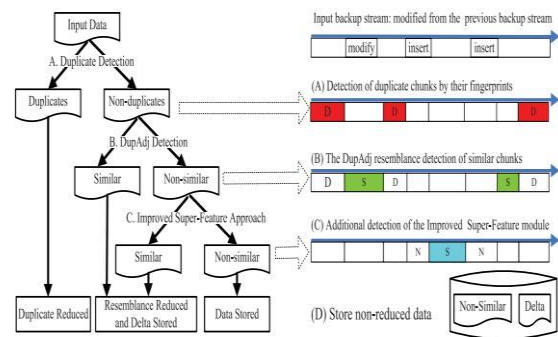 Input Data
A. Duplicate Detection
Duplicates
Non-duplicates
B. DupAdj Detection
Similar
Non-similar
C. Improved Super-Feature Approach
Similar
Non-similar
Duplicate Reduced
Resemblance Reduced
and Delta Stored
Data Stored
Input backup stream: modified from the previous backup stream
modify
insert
insert
(A) Detection of duplicate chunks by their fingerprints
D
D
D
(B) The DupAdj resemblance detection of similar chunks
D
S
D
S
D
(C) Additional detection of the Improved Super-Feature module
N
S
N
(D) Store non-reduced data
Non-Similar
Delta